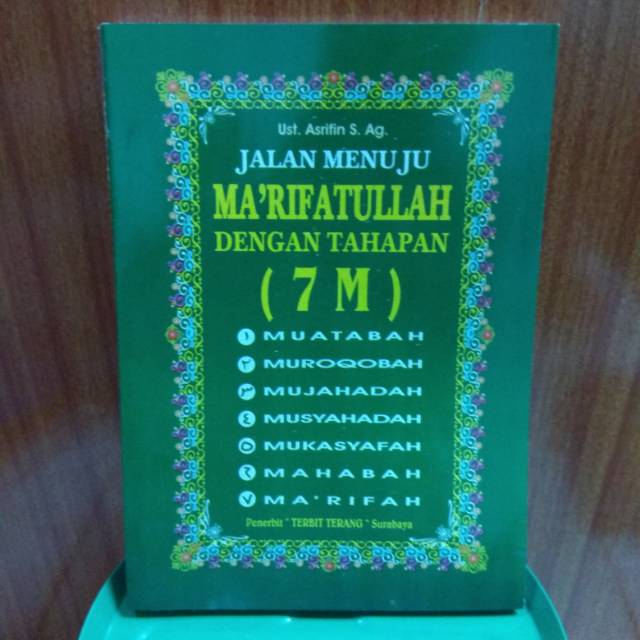 Ust. Asrifin S. Ag.
JALAN MENUJU
MA'RIFATULLAH
DENGAN TAHAPAN
( 7 M )
١ MUATABAH
٢ MUROQOBAH
٣ MUJAHADAH
٤ MUSYAHADAH
٥ MUKASYAFAH
٦ MAHABAH
٧ MA'RIFAH
Penerbit " TERBIT TERANG " Surabaya